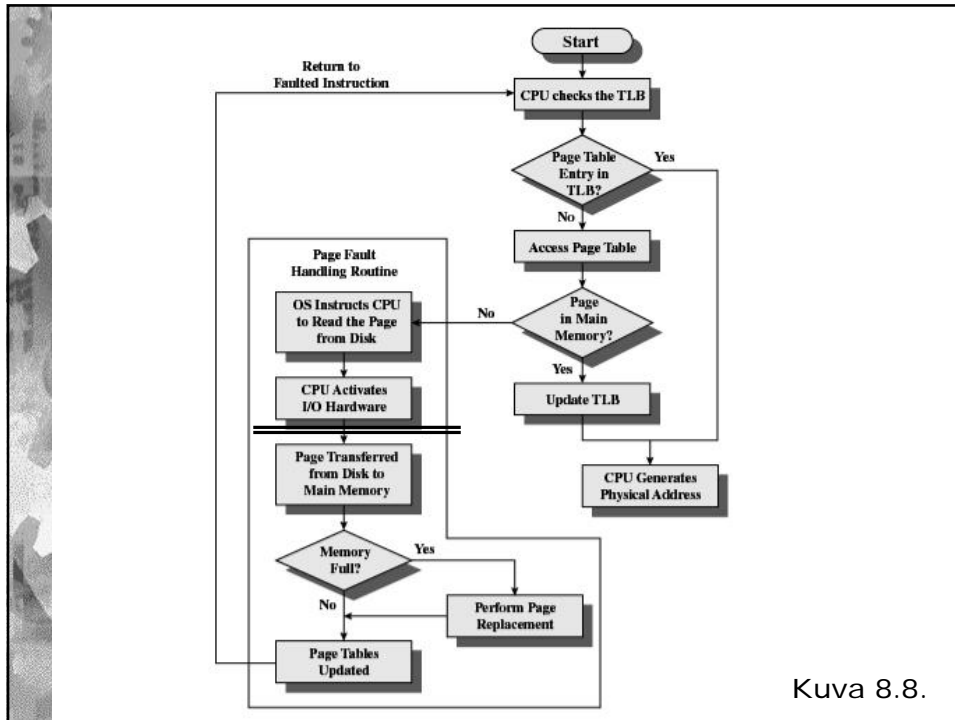 Start
Return to
Faulted Instruction
CPU checks the TLB
Page Table
Entry in
TLB?
Yes
No
Access Page Table
Page Fault
Handling Routine
OS Instructs CPU
to Read the Page
from Disk
No
Page
in Main
Memory?
Yes
CPU Activates
I/O Hardware
Update TLB
Page Transferred
from Disk to
Main Memory
CPU Generates
Physical Address
Memory
Full?
Yes
No
Perform Page
Replacement
Page Tables
Updated
Kuva 8.8.